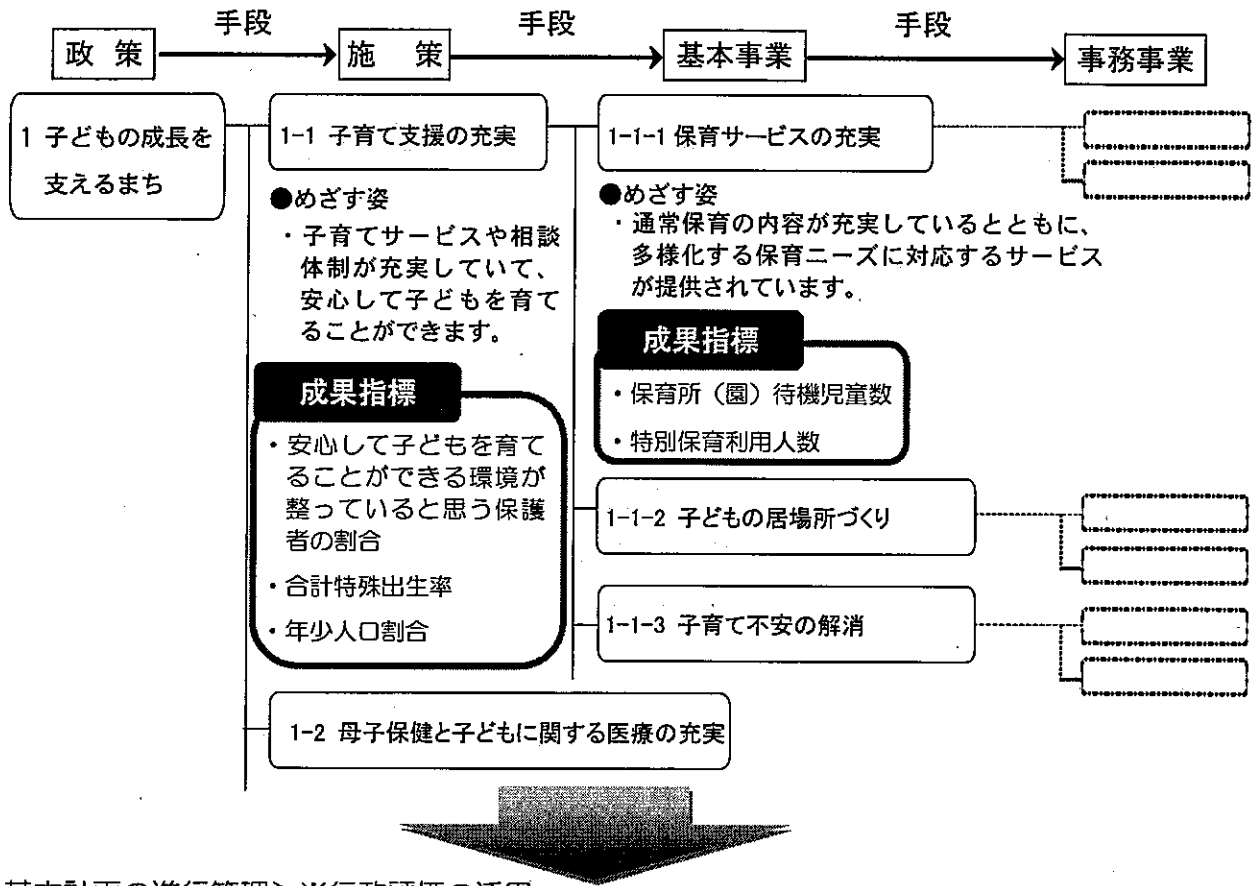 手段 手段 手段
政 策 施 策 基本事業 事務事業
1 子どもの成長を
支えるまち
1-1 子育て支援の充実
●めざす姿
・子育てサービスや相談
体制が充実していて、
安心して子どもを育て
ることができます。
成果指標
・安心して子どもを育て
ることができる環境が
整っていると思う保護
者の割合
・合計特殊出生率
・年少人口割合
1-2 母子保健と子どもに関する医療の充実
1-1-1 保育サービスの充実
●めざす姿
・通常保育の内容が充実しているとともに、
多様化する保育ニーズに対応するサービス
が提供されています。
成果指標
・保育所（園）待機児童数
・特別保育利用人数
1-1-2 子どもの居場所づくり
1-1-3 子育て不安の解消